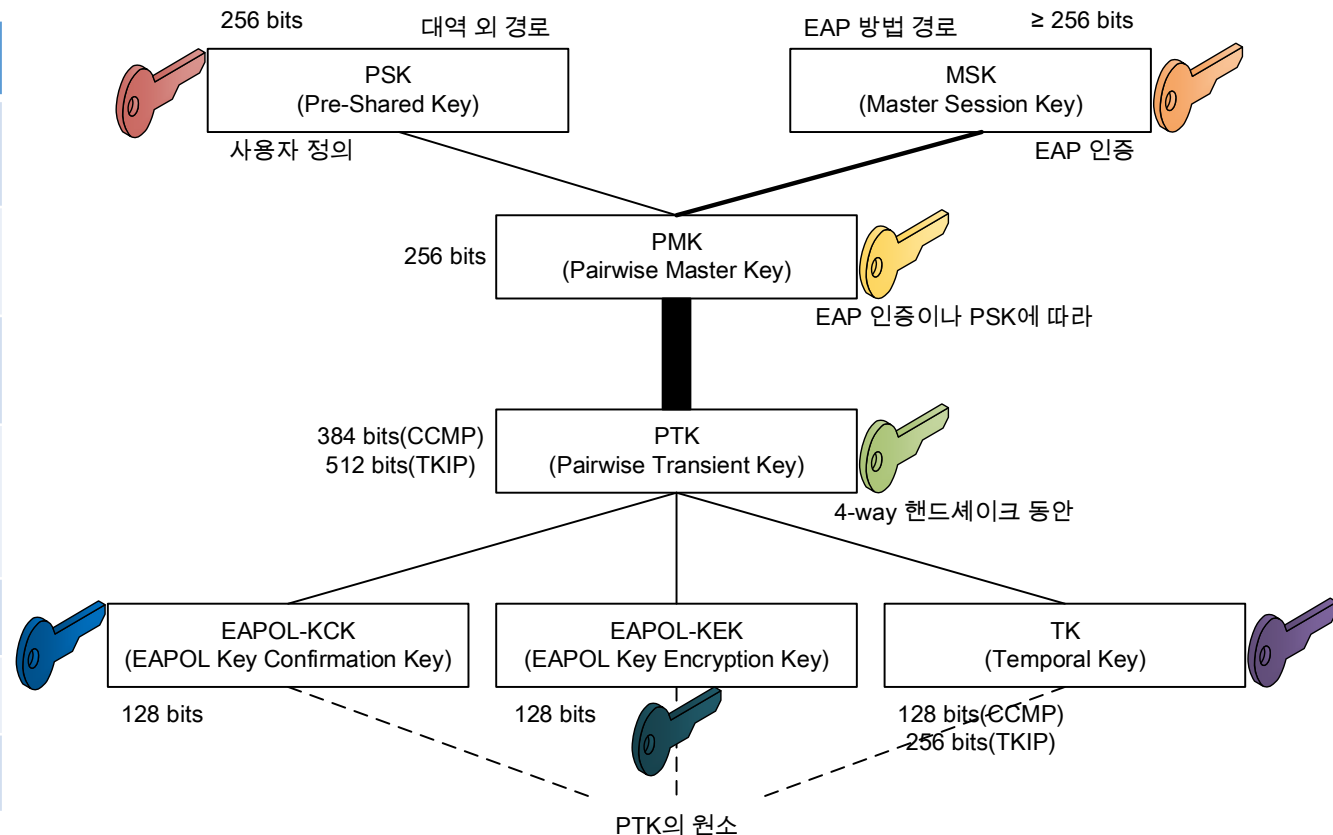 256 bits
대역 외 경로
EAP 방법 경로
≥ 256 bits
PSK
(Pre-Shared Key)
MSK
(Master Session Key)
사용자 정의
EAP 인증
256 bits
PMK
(Pairwise Master Key)
EAP 인증이나 PSK에 따라
384 bits(CCMP)
512 bits(TKIP)
PTK
(Pairwise Transient Key)
4-way 핸드셰이크 동안
EAPOL-KCK
(EAPOL Key Confirmation Key)
EAPOL-KEK
(EAPOL Key Encryption Key)
TK
(Temporal Key)
128 bits
128 bits
128 bits(CCMP)
256 bits(TKIP)
PTK의 원소